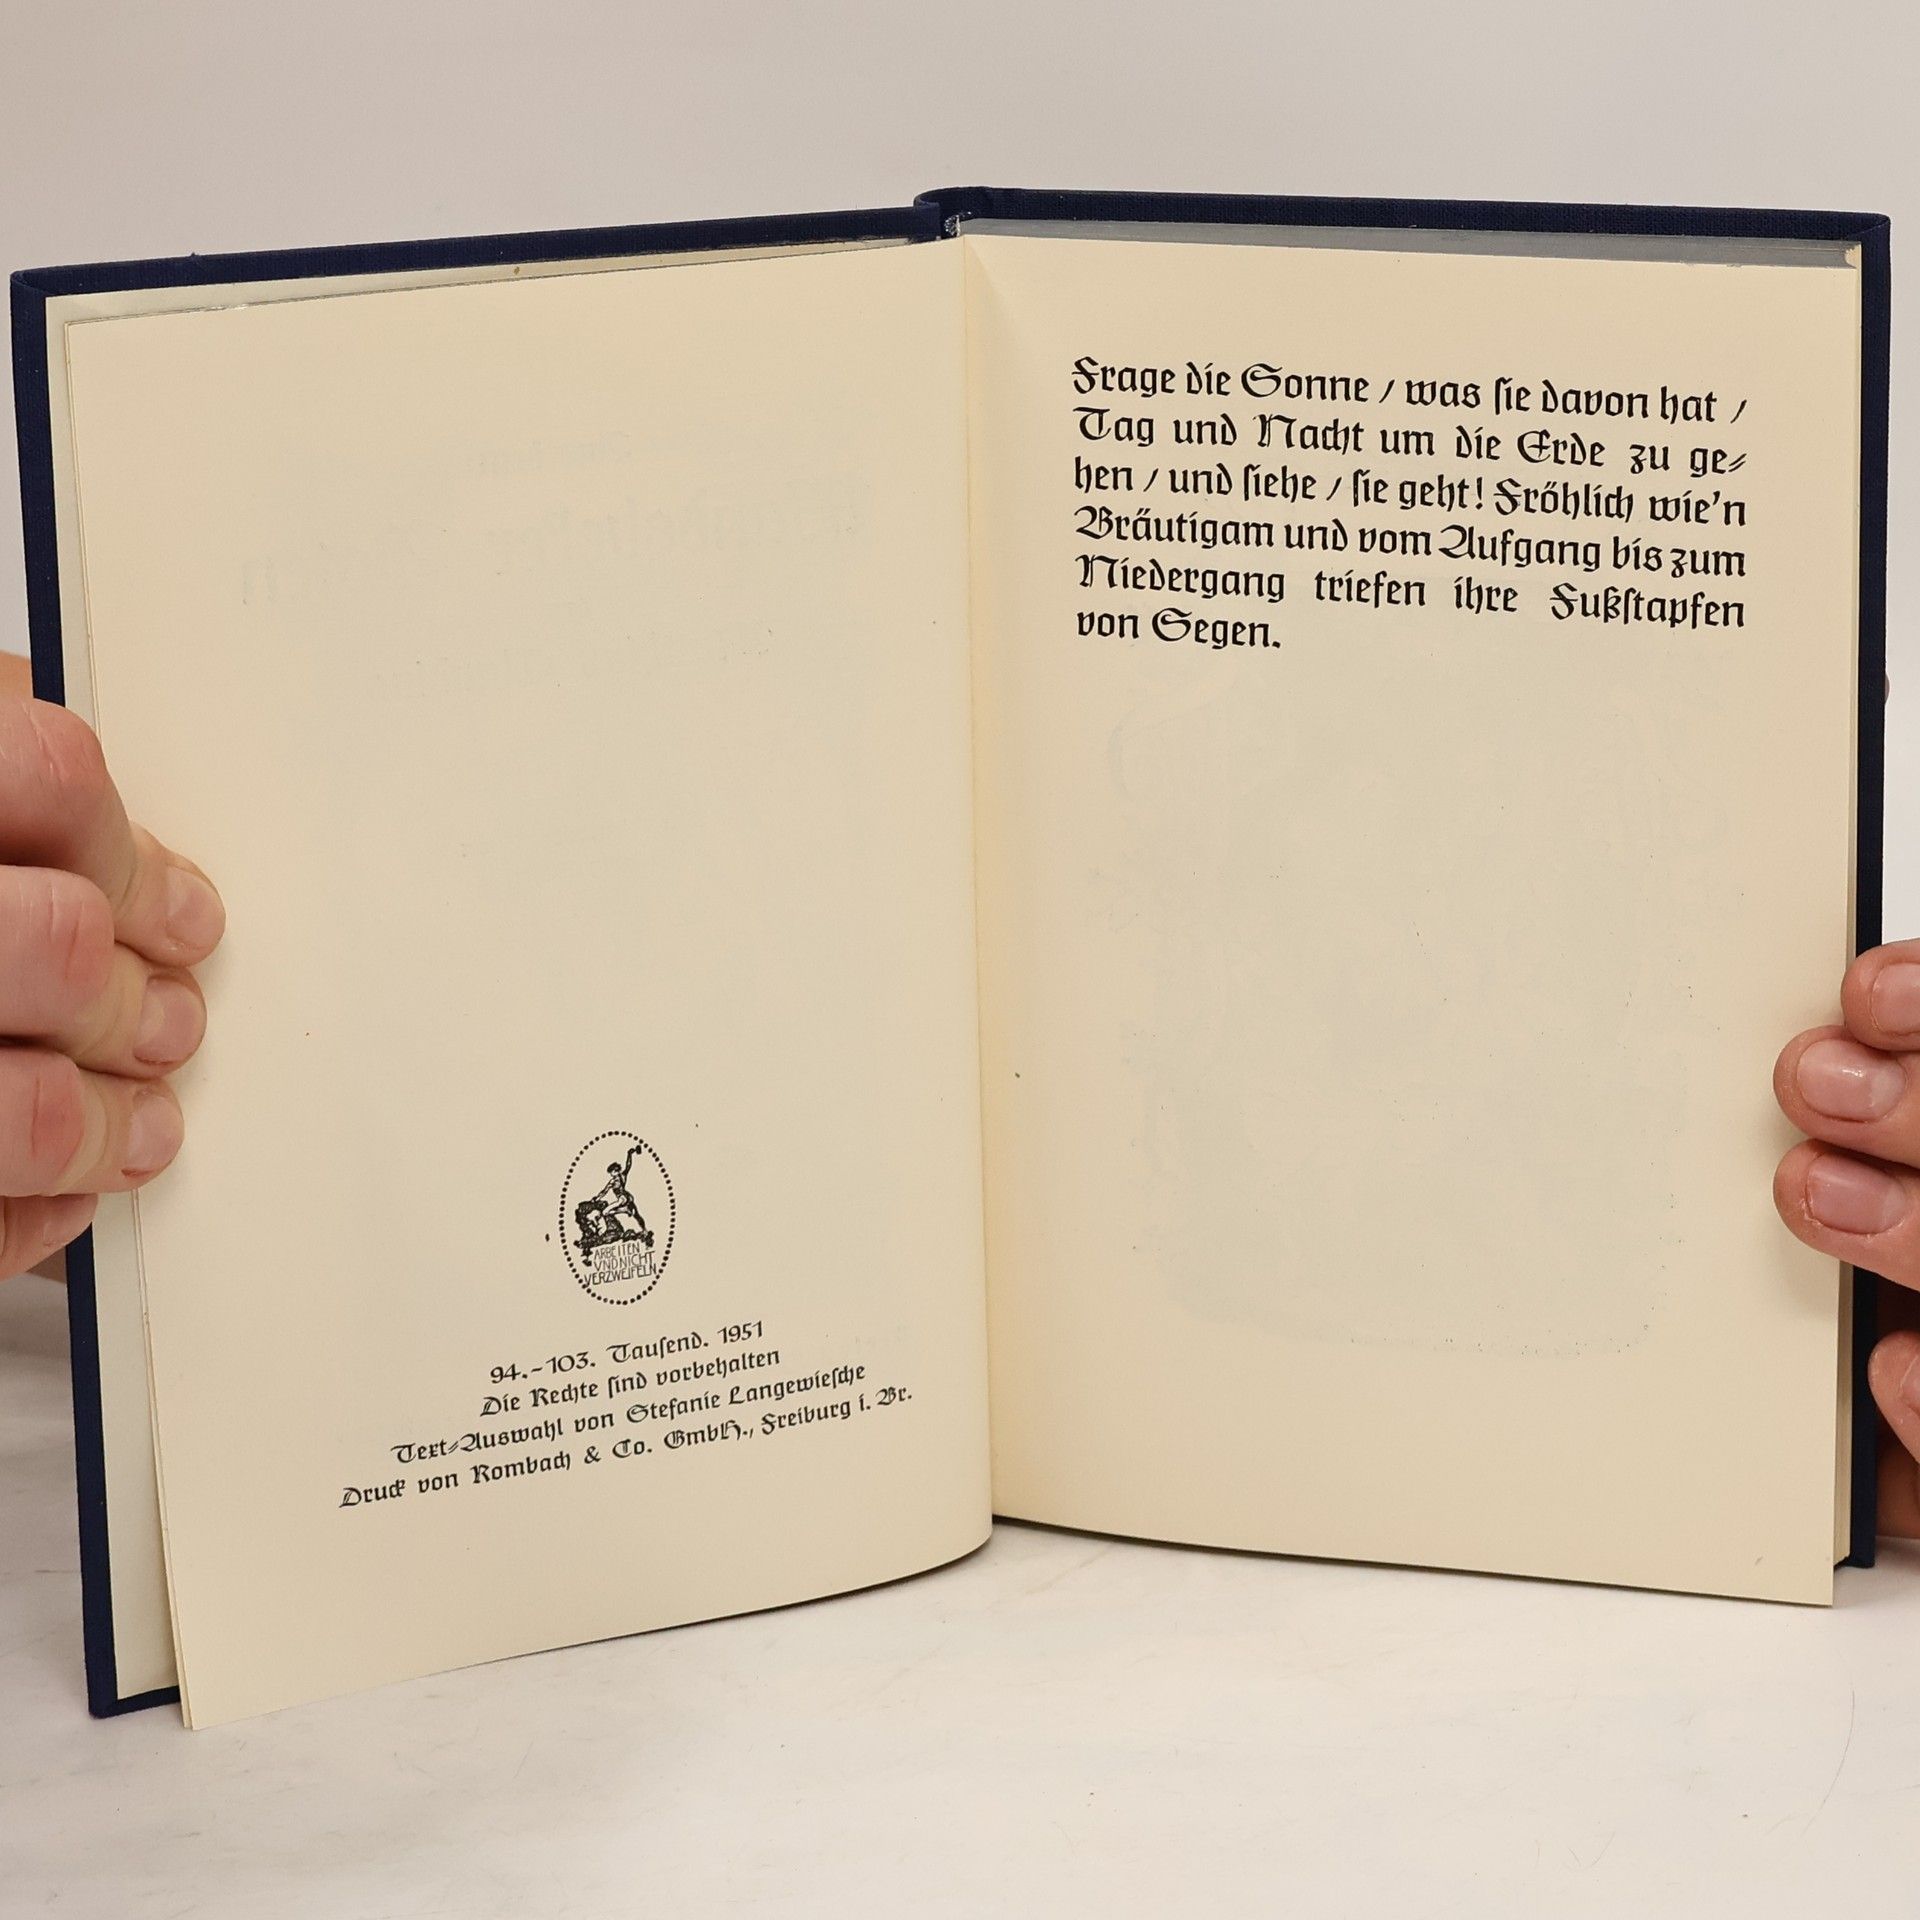 ARBEITEN
VND NICHT
VERZWEIFELN
94.-103. Tausend. 1951
Die Rechte sind vorbehalten
Text-Auswahl von Stefanie Langewiesche
Druck von Rombach & Co. GmbH., Freiburg i. Br.
Frage die Sonne / was sie davon hat /
Tag und Nacht um die Erde zu ge-
hen / und siehe / sie geht! Fröhlich wie'n
Bräutigam und vom Aufgang bis zum
Niedergang triefen ihre Fußstapfen
von Segen.